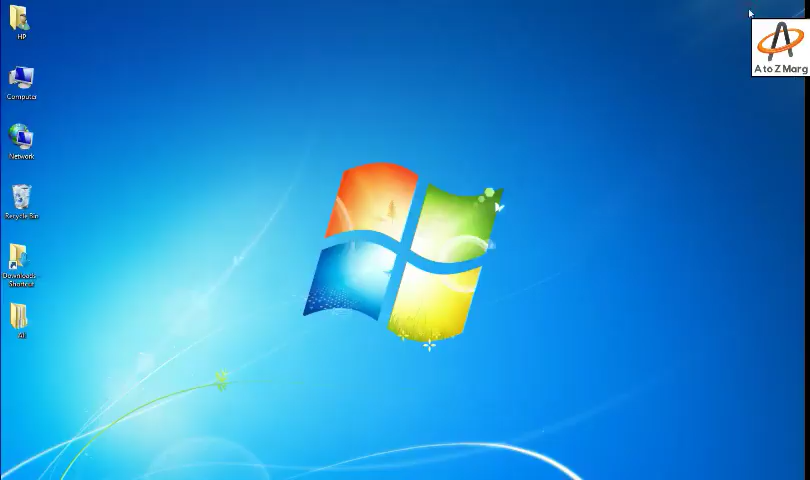 HP
Computer
Network
Recycle Bin
Downloads -
Shortcut
All
A to Z Marg